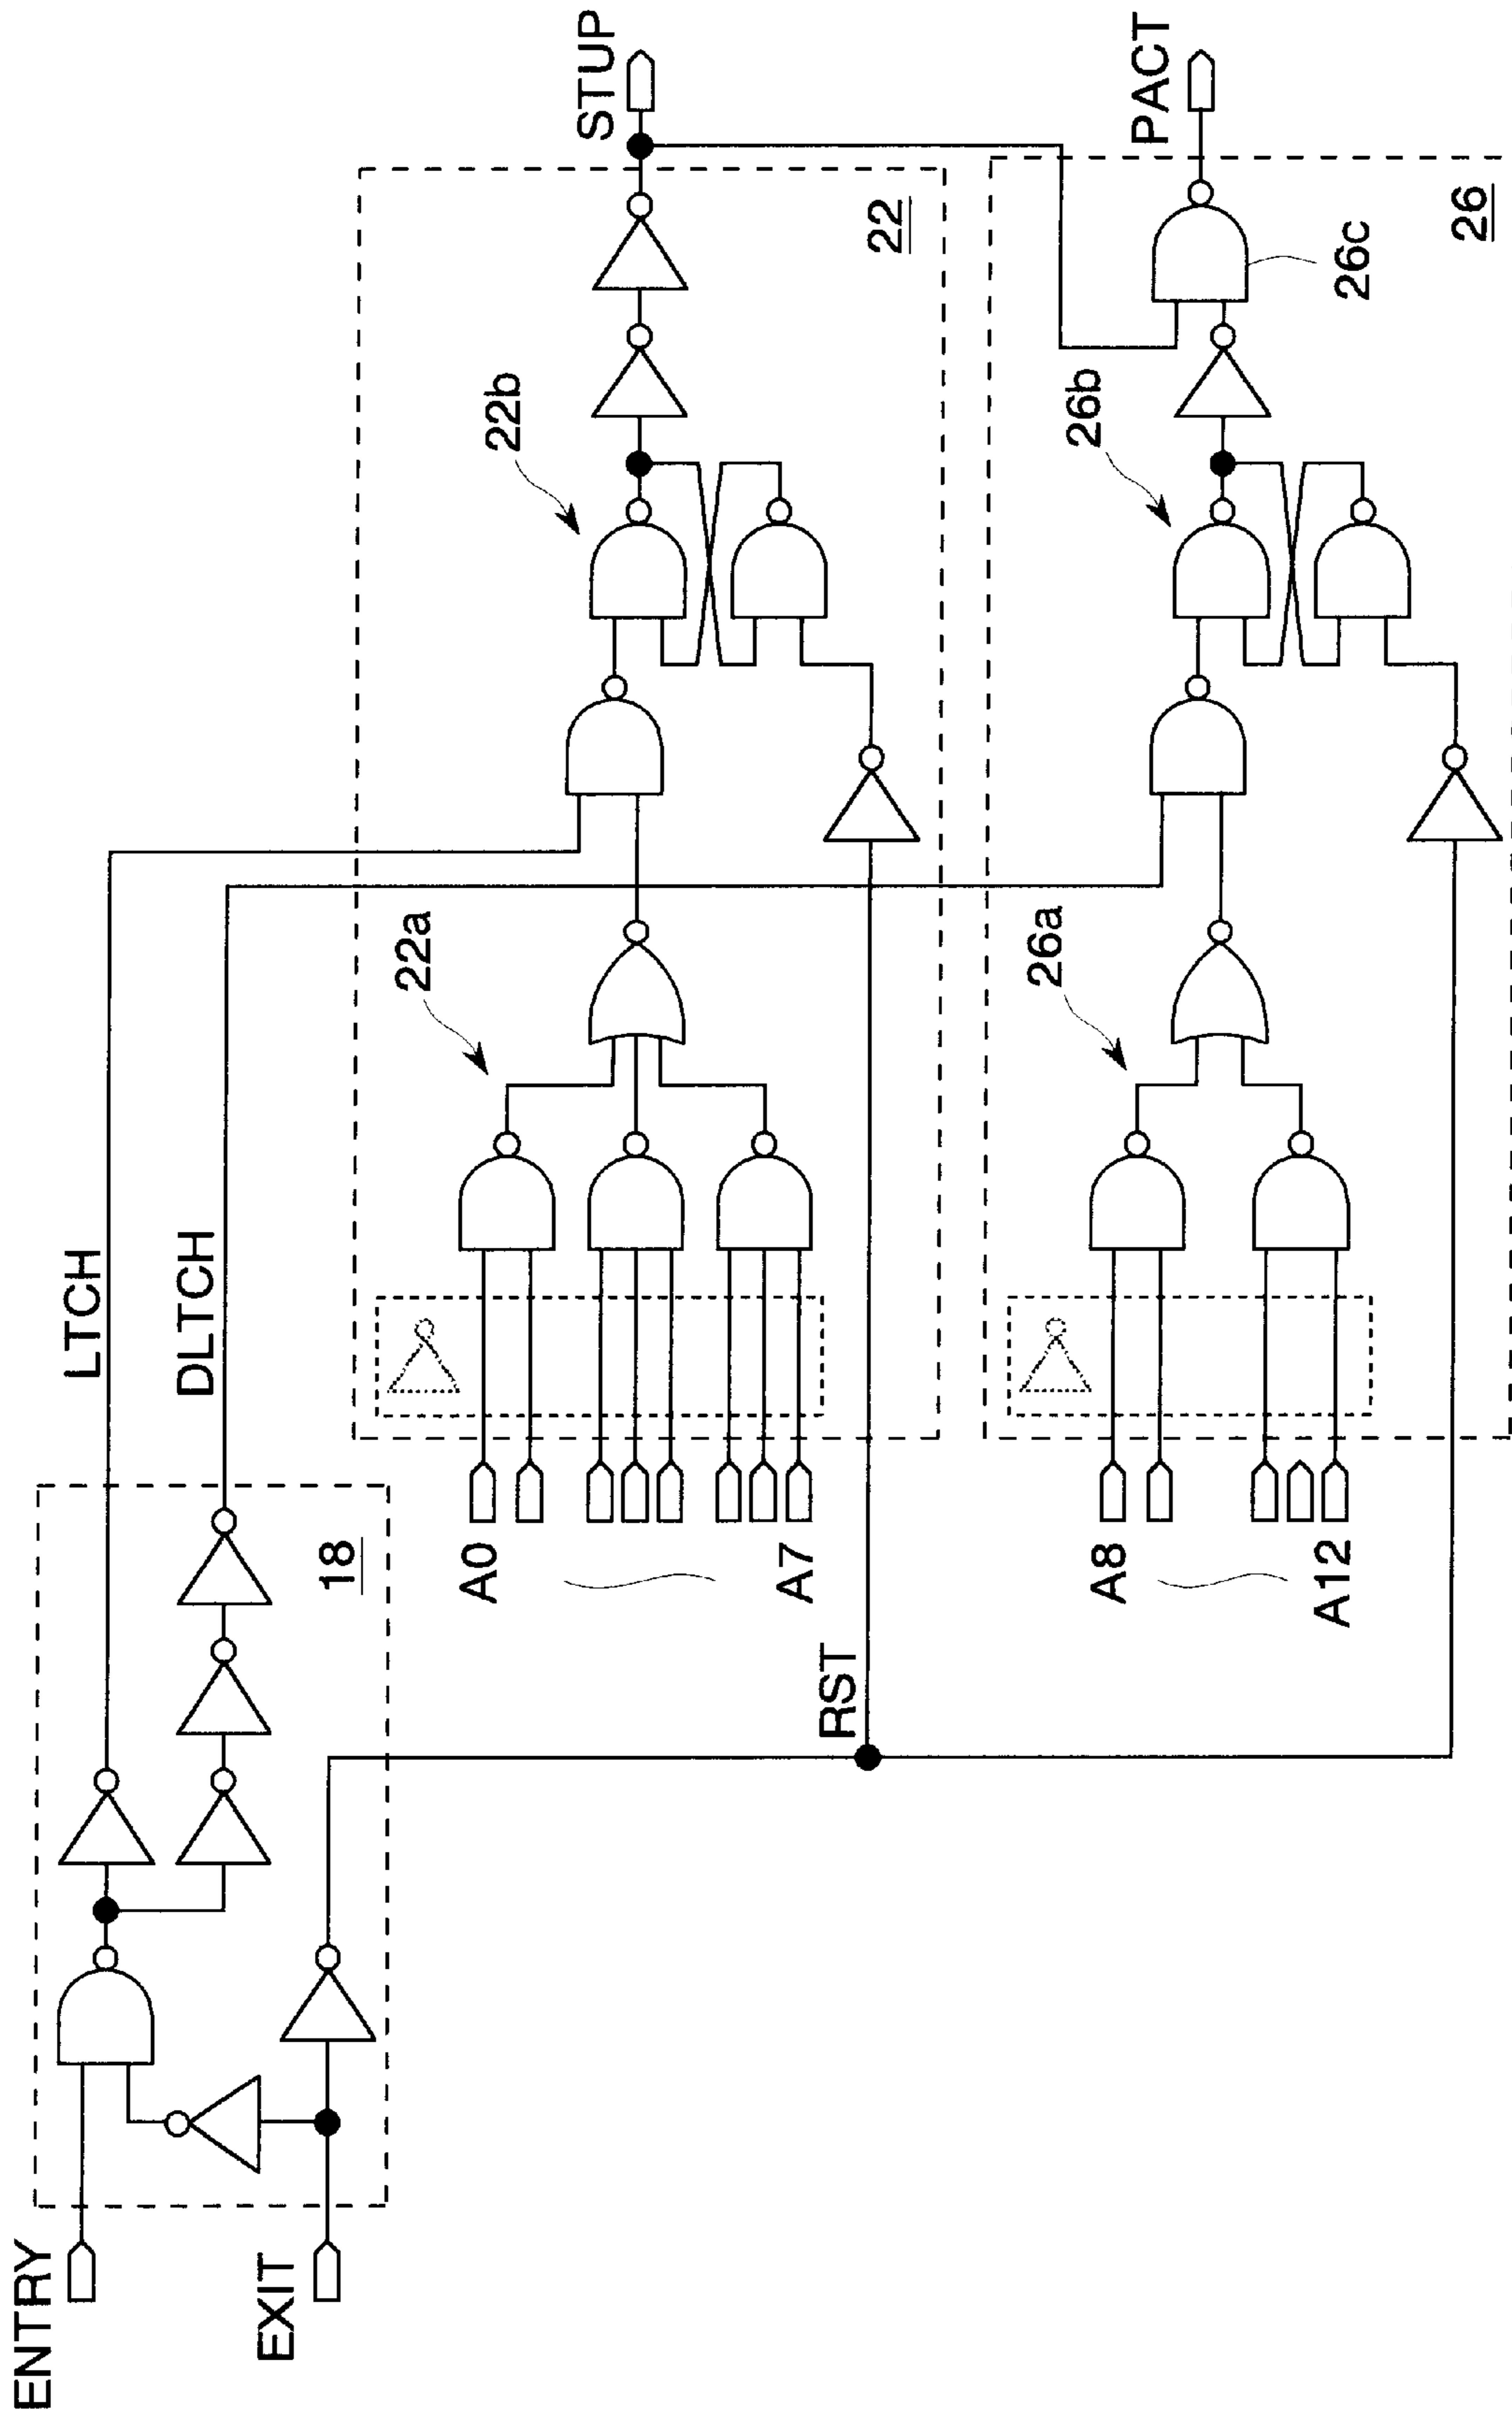 ENTRY
EXIT
18
LTCH
DLTCH
RST
A0
A7
22a
22b
22
STUP
A8
A12
26a
26b
26c
26
PACT